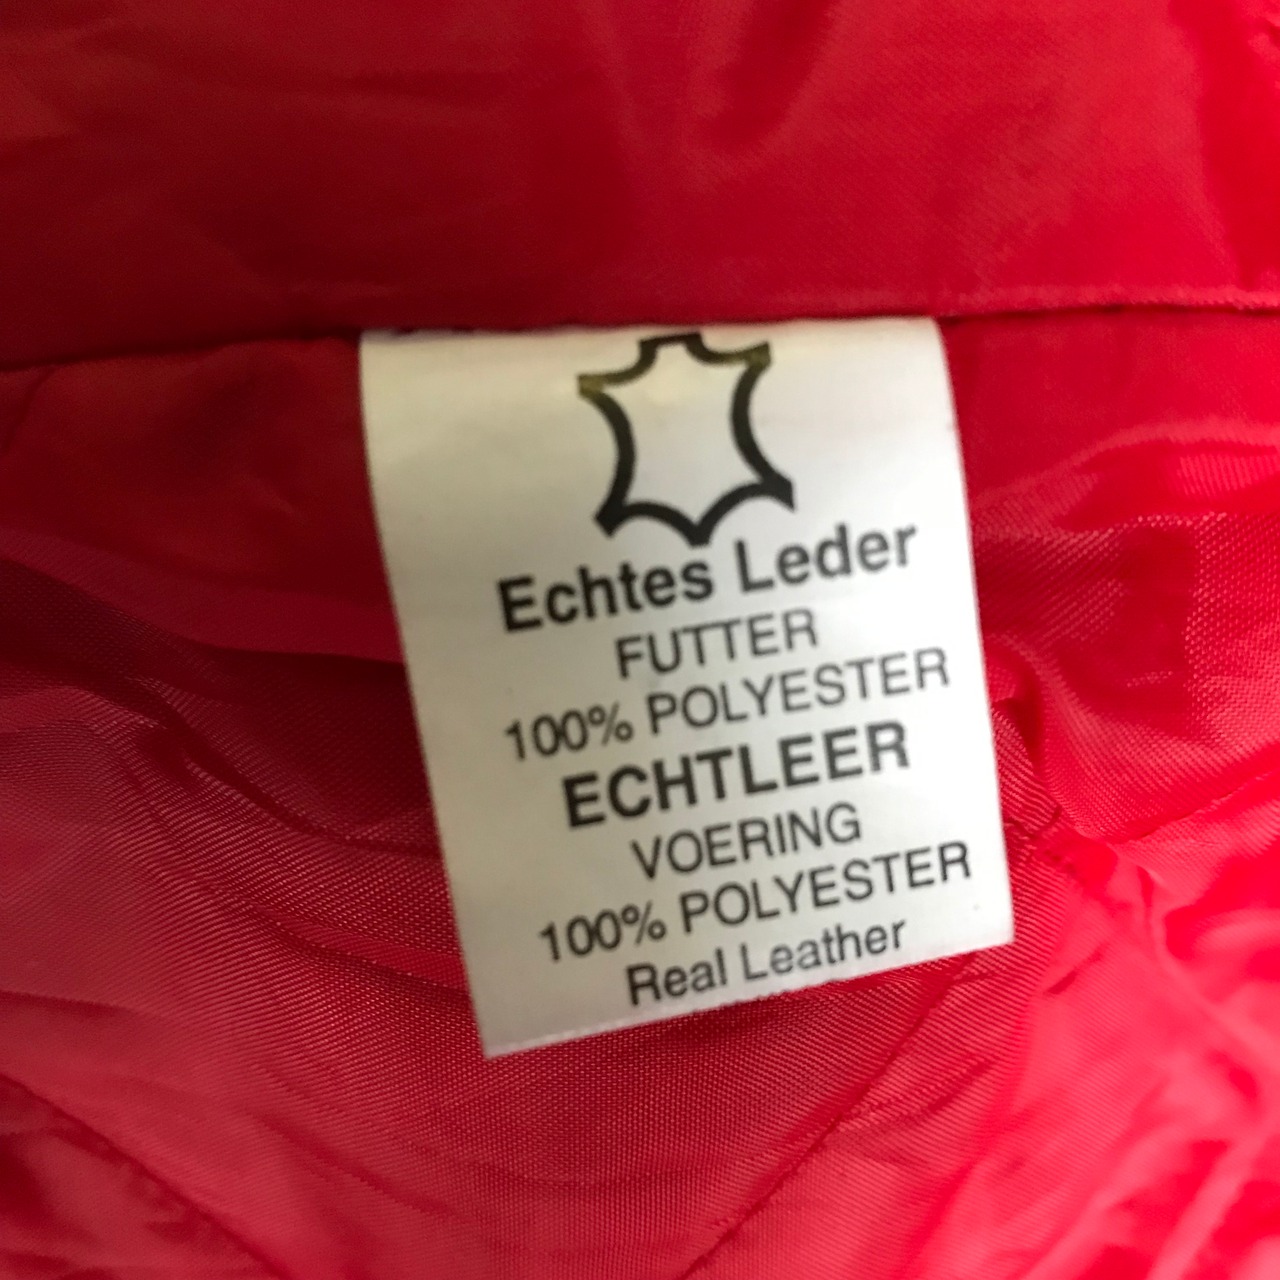 Echtes Leder
FUTTER
100% POLYESTER
ECHTLEER
VOERING
100% POLYESTER
Real Leather